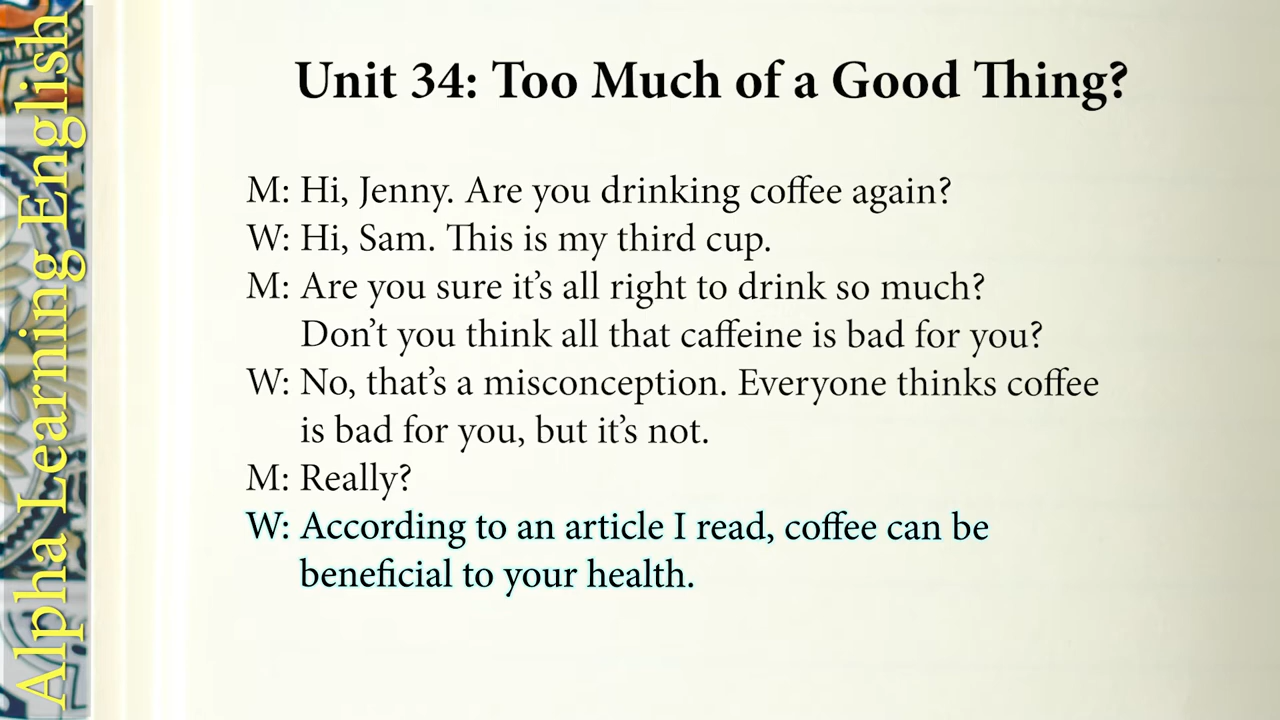 Alpha Learning English
Unit 34: Too Much of a Good Thing?
M: Hi, Jenny. Are you drinking coffee again?
W: Hi, Sam. This is my third cup.
M: Are you sure it’s all right to drink so much?
Don’t you think all that caffeine is bad for you?
W: No, that’s a misconception. Everyone thinks coffee
is bad for you, but it’s not.
M: Really?
W: According to an article I read, coffee can be
beneficial to your health.